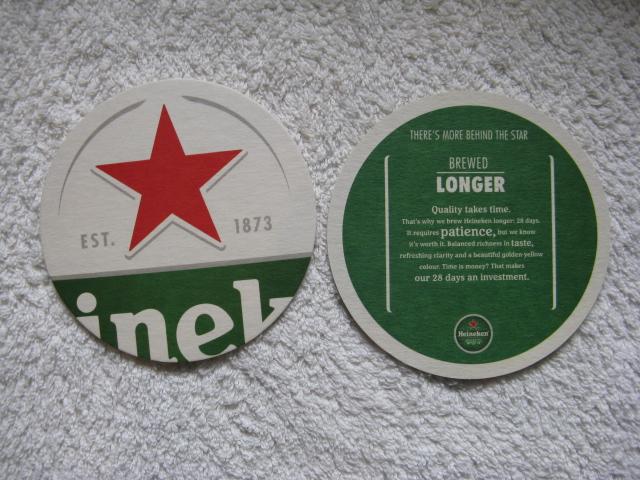 EST. 1873
inek
THERE'S MORE BEHIND THE STAR
BREWED
LONGER
Quality takes time.
That's why we brew Heineken longer: 28 days.
It requires patience, but we know
it's worth it. Balanced richness in taste,
refreshing clarity and a beautiful golden-yellow
colour. Time is money? That makes
our 28 days an investment.
Heineken